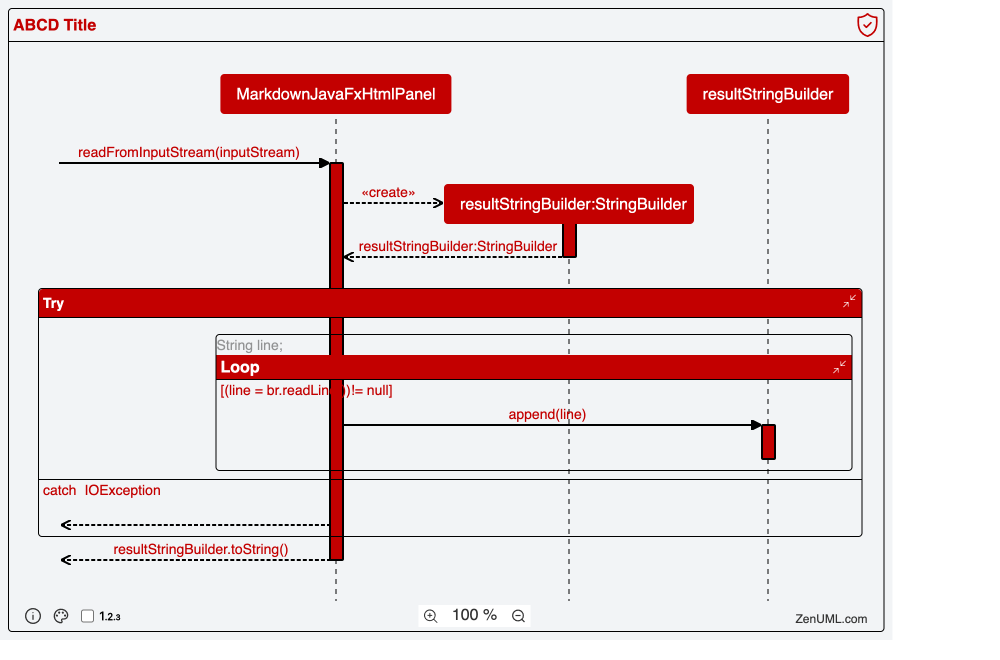 ABCD Title
MarkdownJavaFxHtmlPanel
resultStringBuilder
readFromInputStream(inputStream)
«create»
resultStringBuilder:StringBuilder
resultStringBuilder:StringBuilder
Try
String line;
Loop
[(line = br.readLin )!= null]
append(line)
catch IOException
resultStringBuilder.toString()
1.2.3
100 %
ZenUML.com